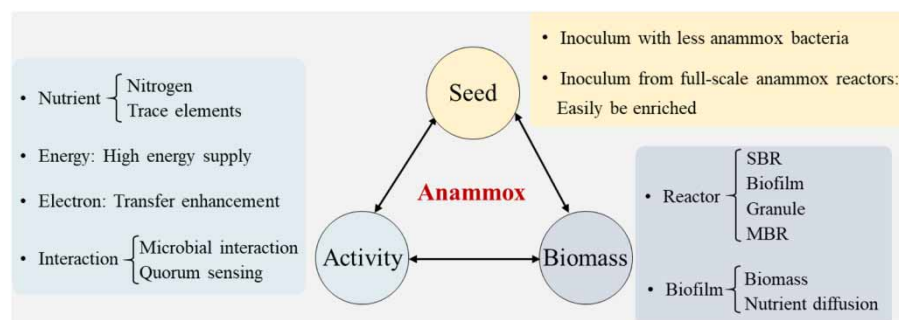 • Inoculum with less anammox bacteria
• Inoculum from full-scale anammox reactors:
Easily be enriched
• Nutrient
Nitrogen
Trace elements
• Energy: High energy supply
• Electron: Transfer enhancement
• Interaction
Microbial interaction
Quorum sensing
Seed
Anammox
Activity
Biomass
• Reactor
SBR
Biofilm
Granule
MBR
• Biofilm
Biomass
Nutrient diffusion